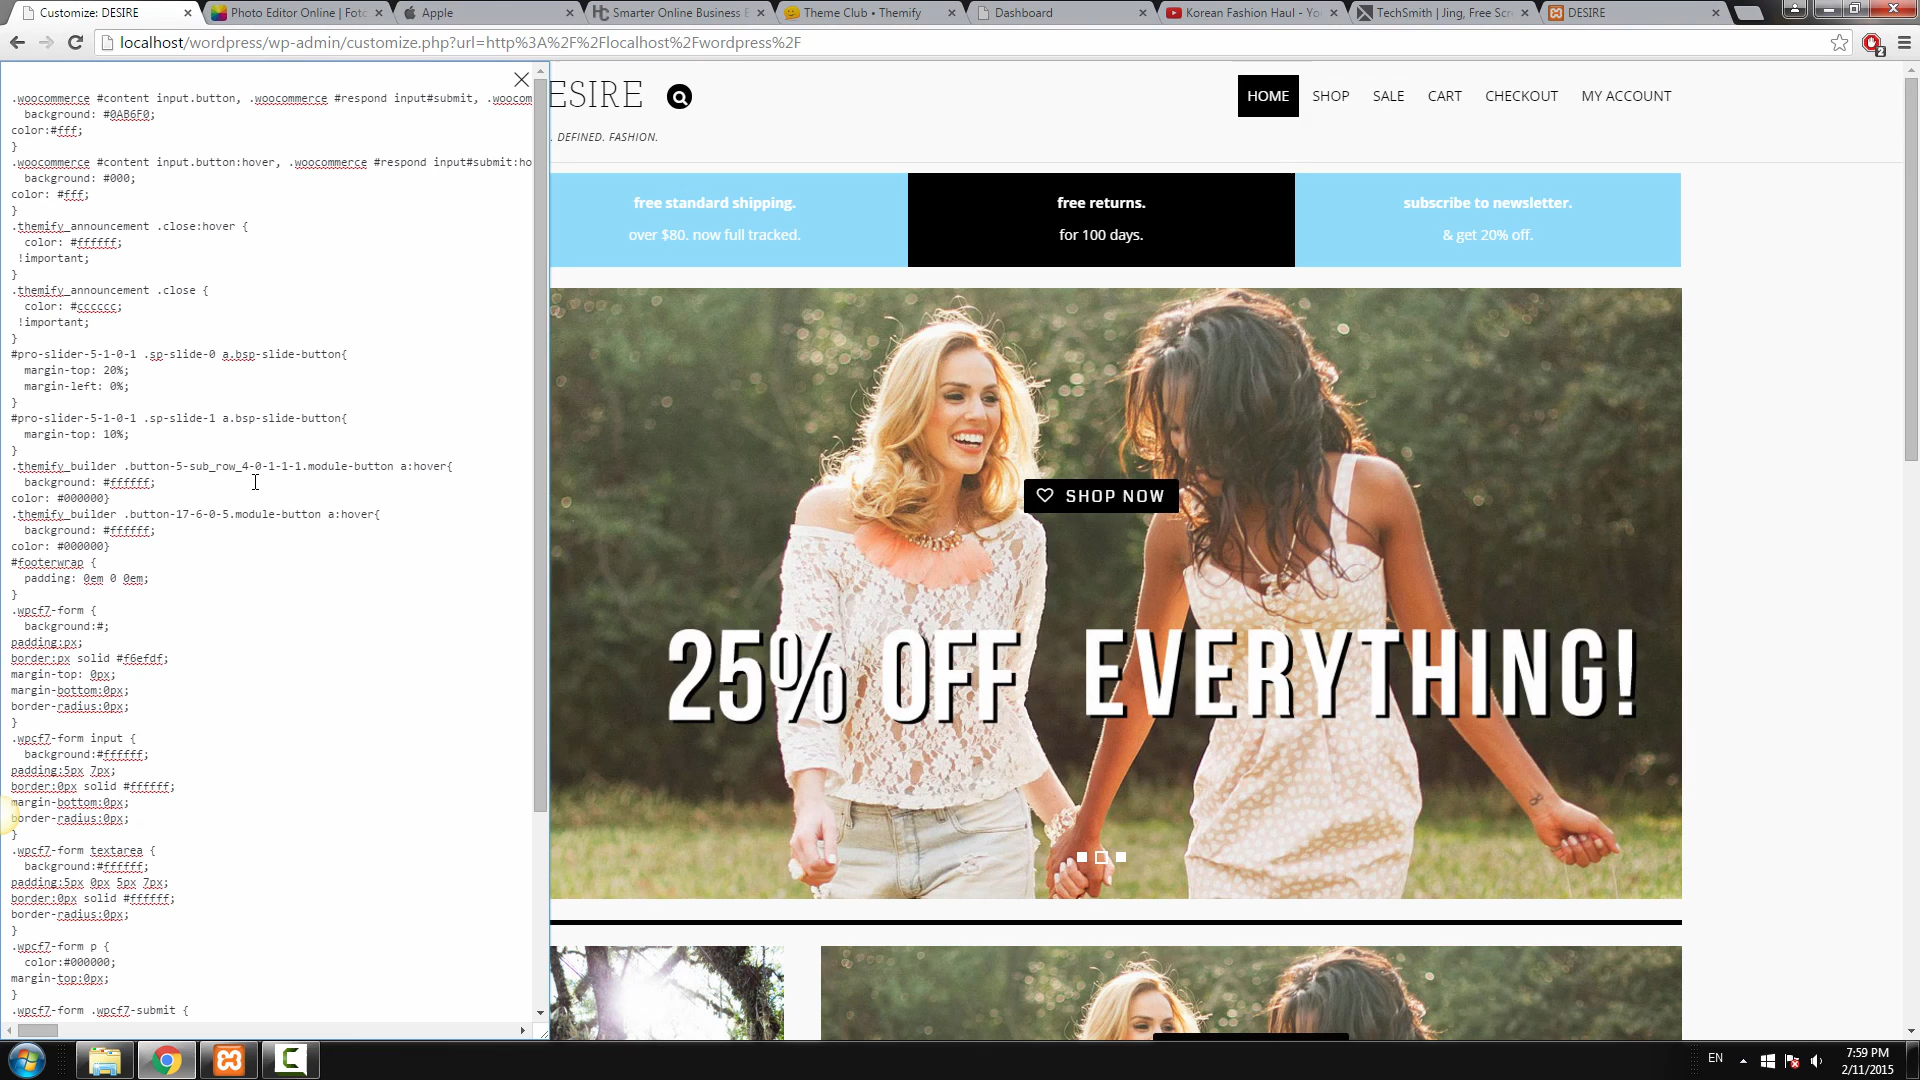 Customize: DESIRE
Photo Editor Online | Foto
Apple
Smarter Online Business E
Theme Club • Themify
Dashboard
Korean Fashion Haul - Yo
TechSmith | Jing, Free Scr
DESIRE
localhost/wordpress/wp-admin/customize.php?url=http%3A%2F%2Flocalhost%2Fwordpress%2F
2
.woocommerce #content input.button, .woocommerce #respond input#submit, .woocom
background: #0AB6F0;
color:#fff;
}
.woocommerce #content input.button:hover, .woocommerce #respond input#submit:ho
background: #000;
color: #fff;
}
.themify_announcement .close:hover {
color: #ffffff;
!important;
}
.themify_announcement .close {
color: #cccccc;
!important;
}
#pro-slider-5-1-0-1 .sp-slide-0 a.bsp-slide-button{
margin-top: 20%;
margin-left: 0%;
}
#pro-slider-5-1-0-1 .sp-slide-1 a.bsp-slide-button{
margin-top: 10%;
}
.themify_builder .button-5-sub_row_4-0-1-1-1.module-button a:hover{
background: #ffffff;
color: #000000}
.themify_builder .button-17-6-0-5.module-button a:hover{
background: #ffffff;
color: #000000}
#footerwrap {
padding: 0em 0 0em;
}
.wpcf7-form {
background:#;
padding:px;
border:px solid #f6efdf;
margin-top: 0px;
margin-bottom:0px;
border-radius:0px;
}
.wpcf7-form input {
background:#ffffff;
padding:5px 7px;
border:0px solid #ffffff;
margin-bottom:0px;
border-radius:0px;
}
.wpcf7-form textarea {
background:#ffffff;
padding:5px 0px 5px 7px;
border:0px solid #ffffff;
border-radius:0px;
}
.wpcf7-form p {
color:#000000;
margin-top:0px;
}
.wpcf7-form .wpcf7-submit {
ESIRE
. DEFINED. FASHION.
HOME SHOP SALE CART CHECKOUT MY ACCOUNT
free standard shipping.
over $80. now full tracked.
free returns.
for 100 days.
subscribe to newsletter.
& get 20% off.
SHOP NOW
25% OFF EVERYTHING!
EN
7:59 PM
2/11/2015